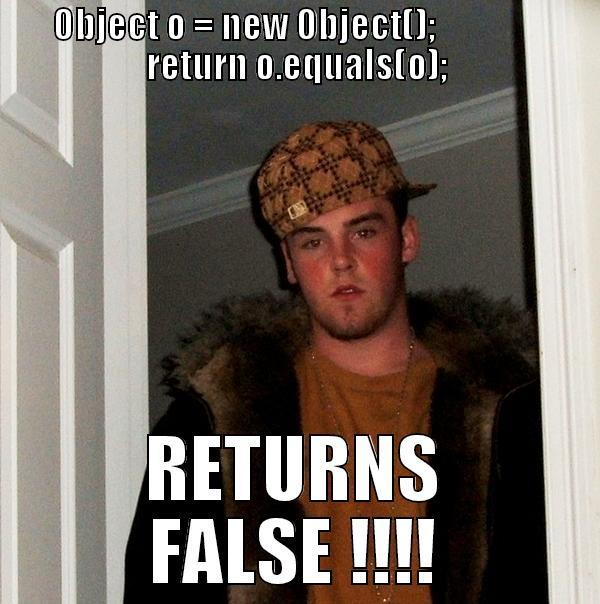 Object o = new Object();
return o.equals(o);
RETURNS
FALSE !!!!